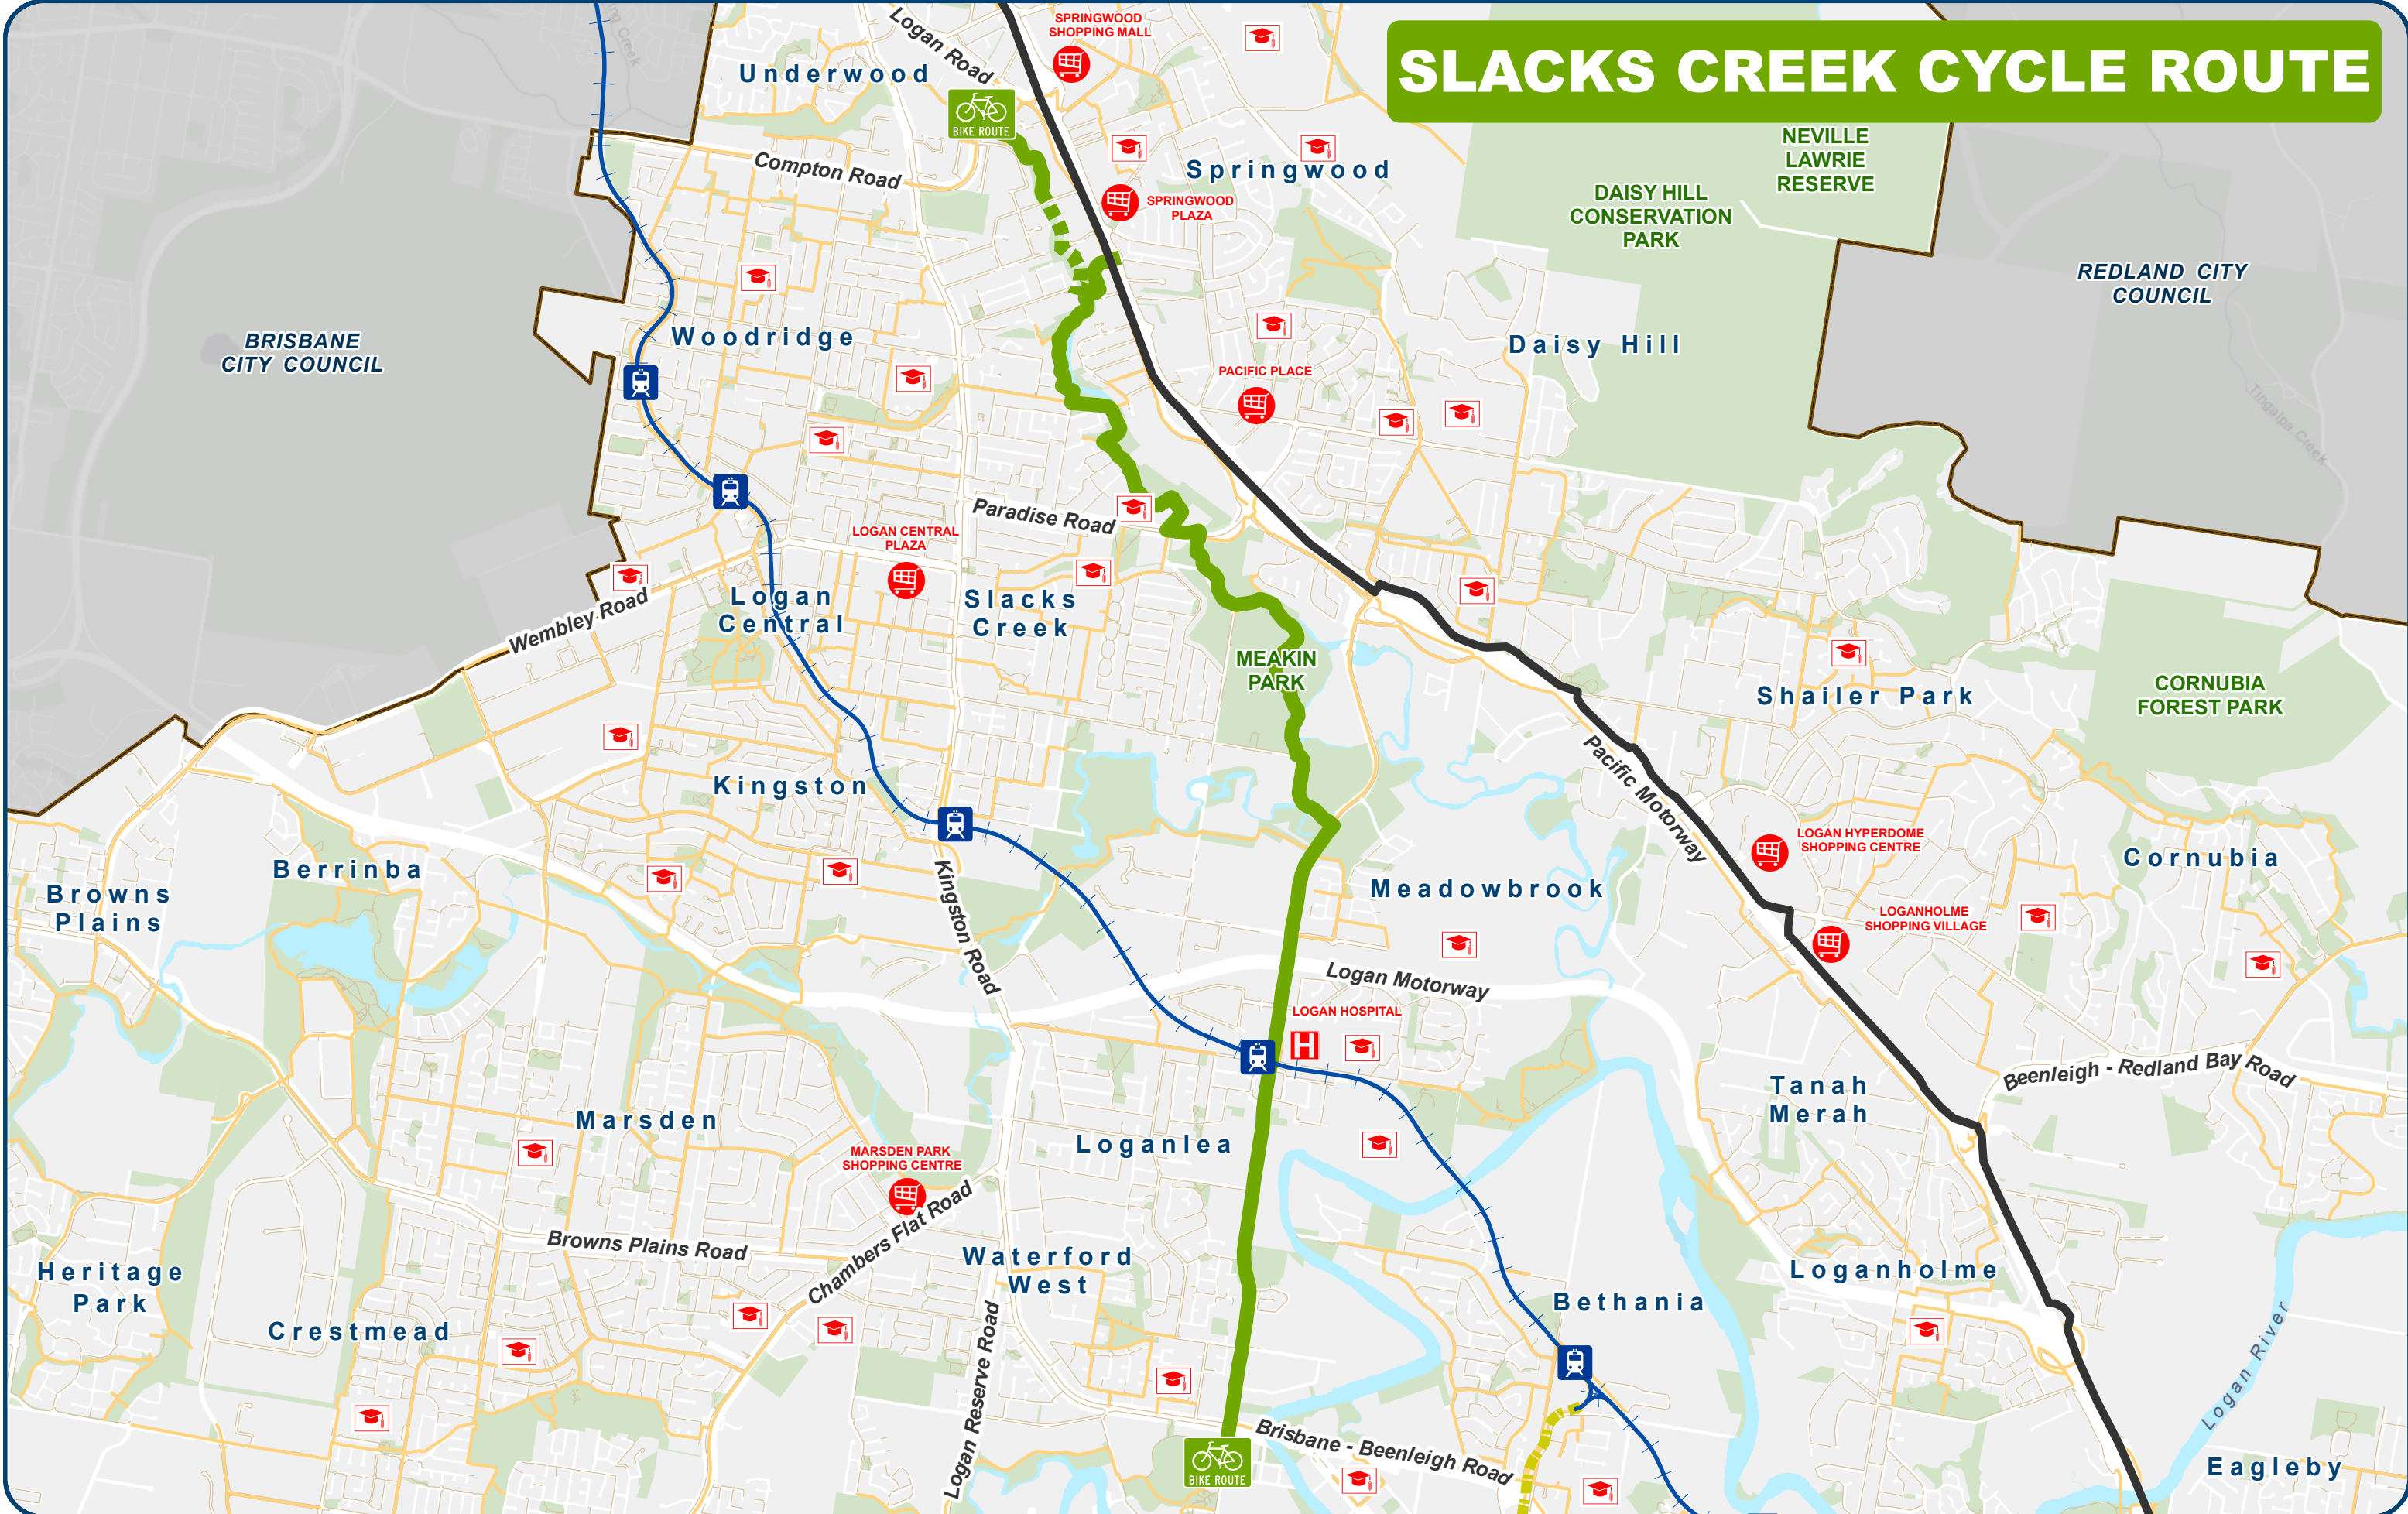 SLACKS CREEK CYCLE ROUTE
Logan Road
SPRINGWOOD
SHOPPING MALL
Underwood
BIKE ROUTE
Compton Road
Springwood
SPRINGWOOD
PLAZA
NEVILLE
LAWRIE
RESERVE
DAISY HILL
CONSERVATION
PARK
REDLAND CITY
COUNCIL
BRISBANE
CITY COUNCIL
Woodridge
Daisy Hill
PACIFIC PLACE
Tingalpa Creek
Paradise Road
LOGAN CENTRAL
PLAZA
Logan
Central
Slacks
Creek
Wembley Road
MEAKIN
PARK
Shailer Park
CORNUBIA
FOREST PARK
Pacific Motorway
Kingston
LOGAN HYPERDOME
SHOPPING CENTRE
Cornubia
Berrinba
Browns
Plains
Kingston Road
Meadowbrook
LOGANHOLME
SHOPPING VILLAGE
Logan Motorway
LOGAN HOSPITAL
H
Tanah
Merah
Beenleigh - Redland Bay Road
Marsden
Loganlea
MARSDEN PARK
SHOPPING CENTRE
Chambers Flat Road
Browns Plains Road
Waterford
West
Heritage
Park
Crestmead
Loganholme
Bethania
Logan River
Logan Reserve Road
Brisbane - Beenleigh Road
BIKE ROUTE
Eagleby